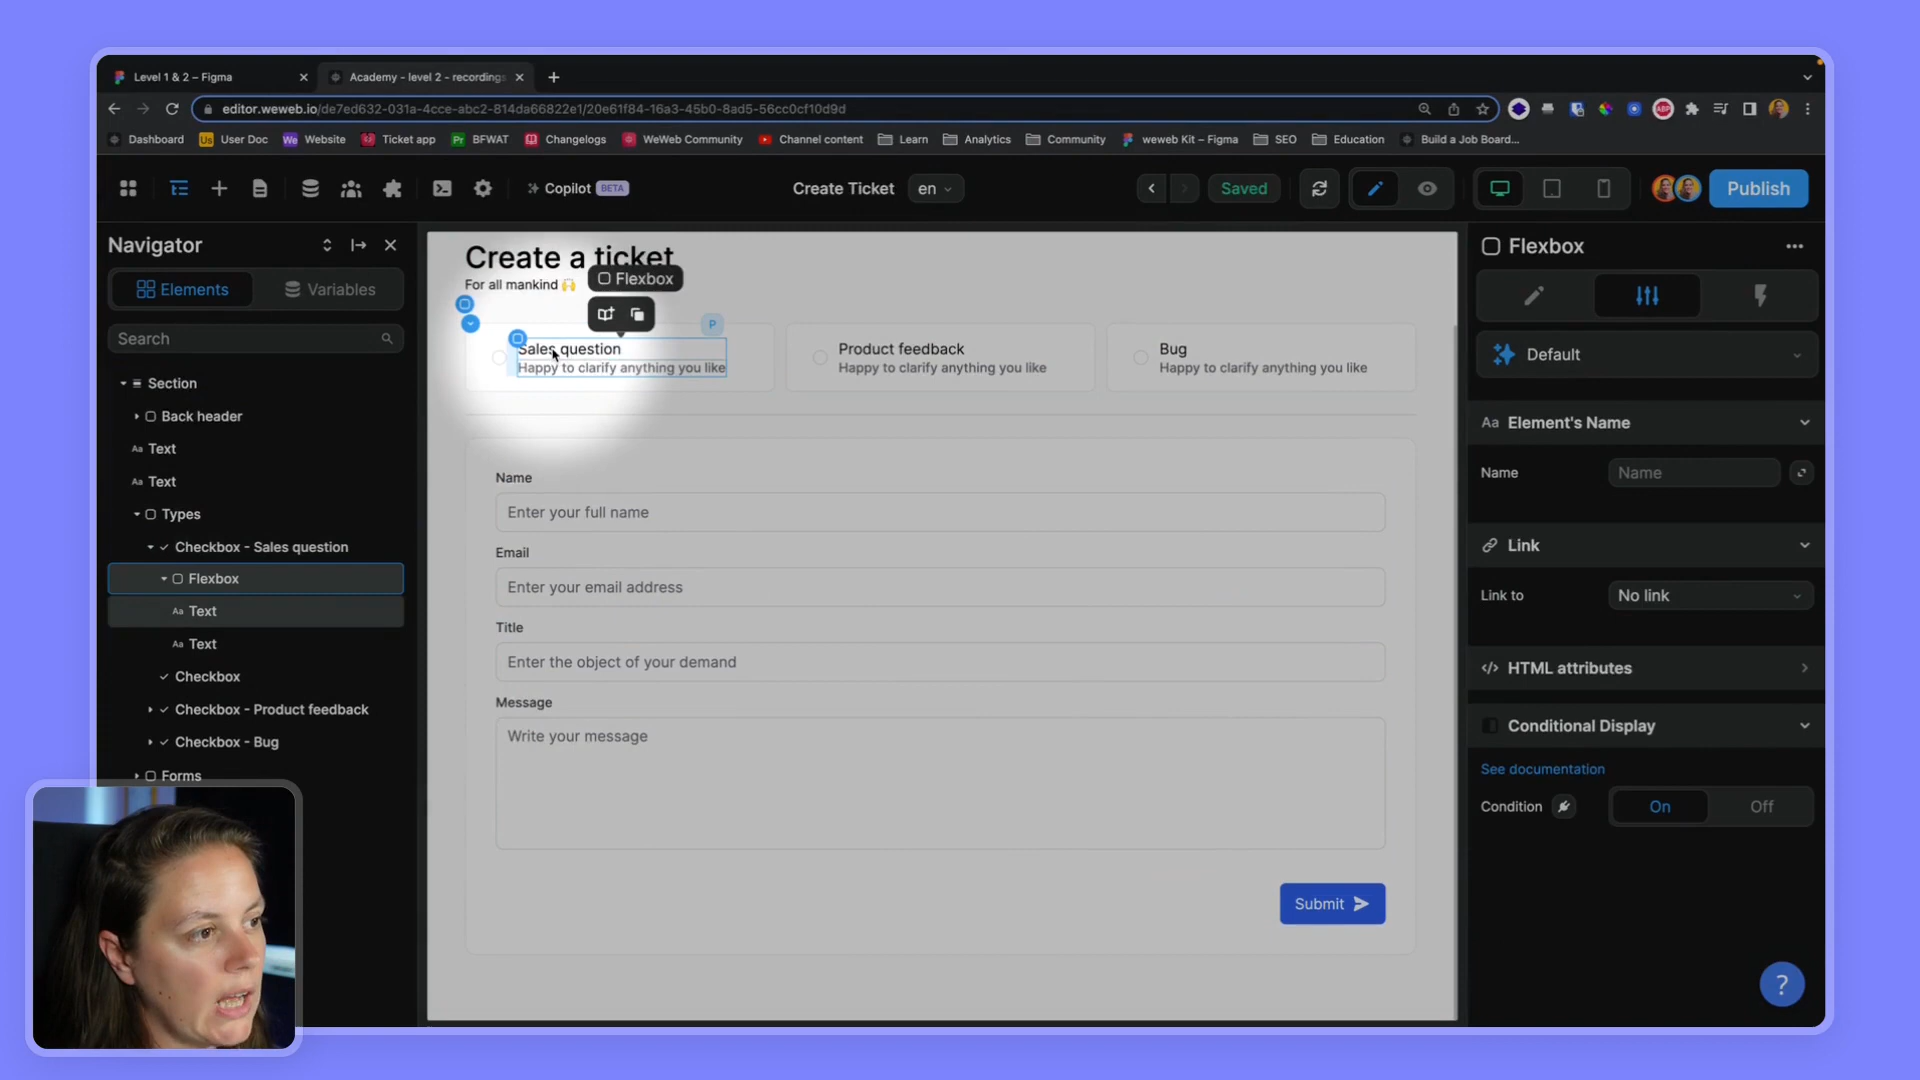 Level 1 & 2 – Figma
Academy - level 2 - recordings
editor.weweb.io/de7ed632-031a-4cce-abc2-814da66822e1/20e61f84-16a3-45b0-8ad5-56cc0cf10d9d
Dashboard
Us User Doc
We Website
Ticket app
Pr BFWAT
Changelogs
WeWeb Community
Channel content
Learn
Analytics
Community
weweb Kit – Figma
SEO
Education
Build a Job Board...
Copilot BETA
Create Ticket
en
Saved
Publish
Navigator
Elements
Variables
Search
Section
Back header
Aa Text
Aa Text
Types
Checkbox - Sales question
Flexbox
Aa Text
Aa Text
Checkbox
Checkbox - Product feedback
Checkbox - Bug
Forms
Create a ticket
For all mankind 🙌
Flexbox
P
Sales question
Happy to clarify anything you like
Product feedback
Happy to clarify anything you like
Bug
Happy to clarify anything you like
Name
Enter your full name
Email
Enter your email address
Title
Enter the object of your demand
Message
Write your message
Submit
Flexbox
Default
Aa Element's Name
Name
Name
Link
Link to
No link
HTML attributes
Conditional Display
See documentation
Condition
On
Off
?